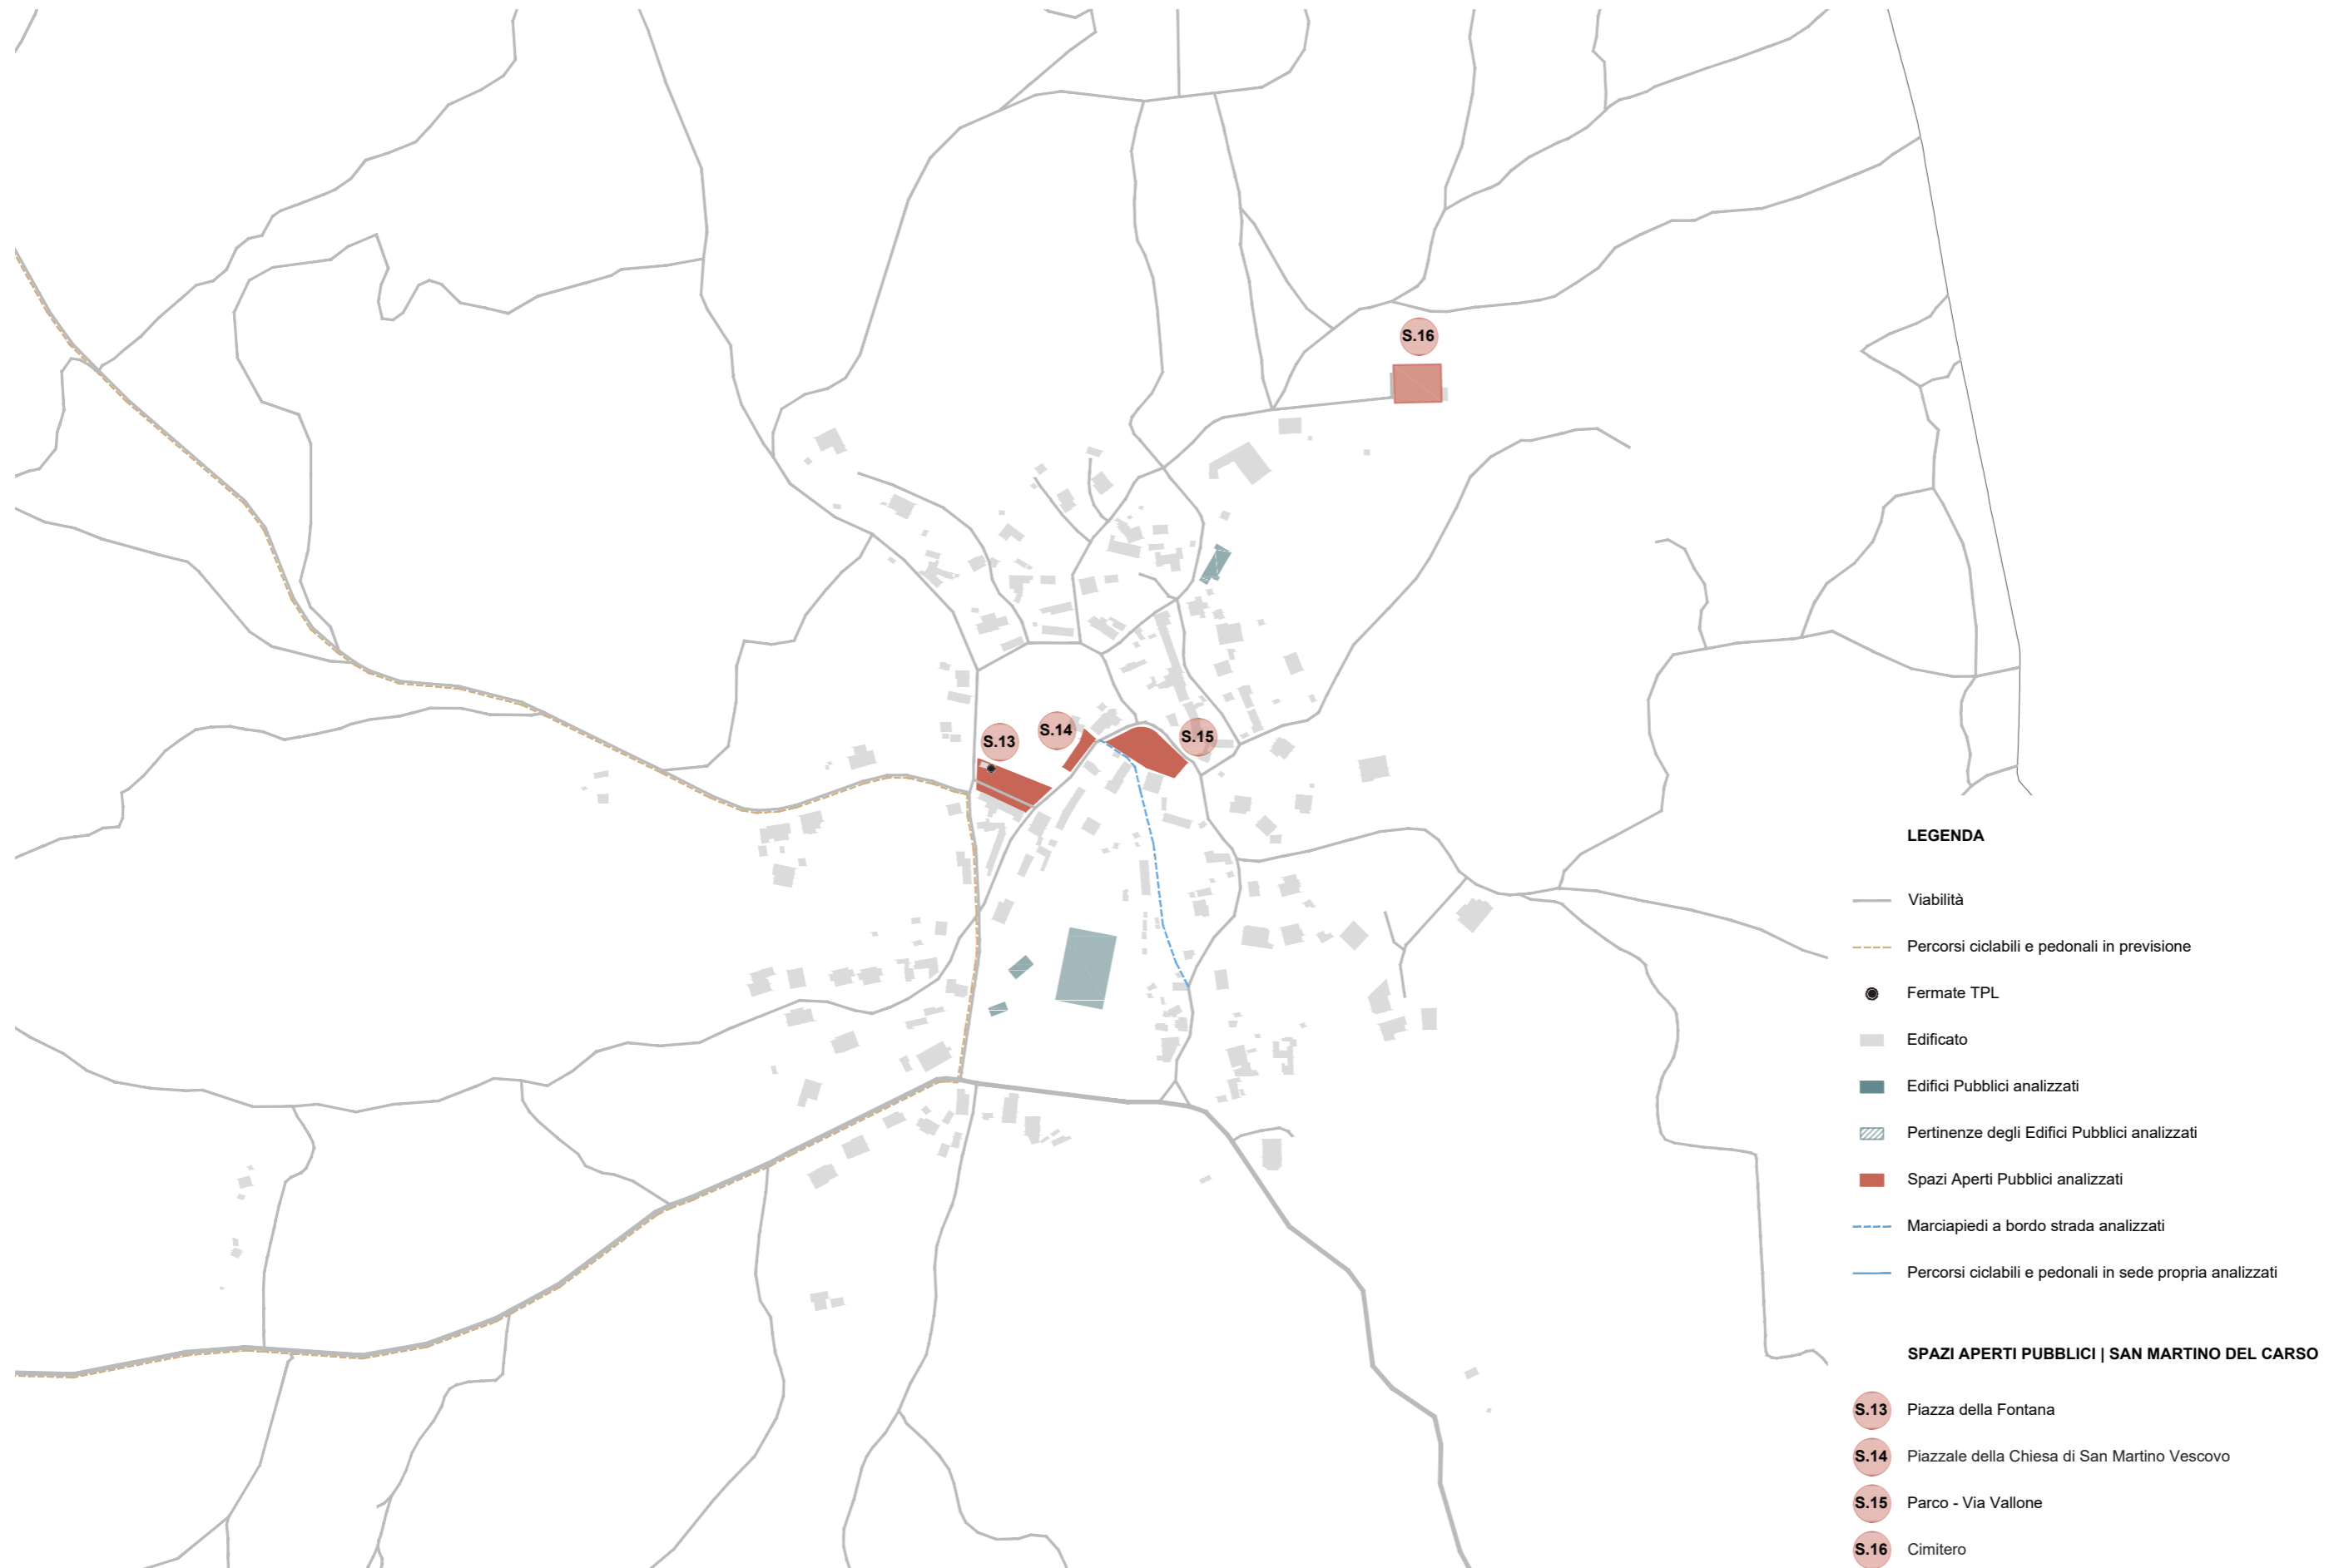 S.16
S.14
S.15
S.13
LEGENDA
Viabilità
Percorsi ciclabili e pedonali in previsione
Fermate TPL
Edificato
Edifici Pubblici analizzati
Pertinenze degli Edifici Pubblici analizzati
Spazi Aperti Pubblici analizzati
Marciapiedi a bordo strada analizzati
Percorsi ciclabili e pedonali in sede propria analizzati
SPAZI APERTI PUBBLICI | SAN MARTINO DEL CARSO
S.13 Piazza della Fontana
S.14 Piazzale della Chiesa di San Martino Vescovo
S.15 Parco - Via Vallone
S.16 Cimitero